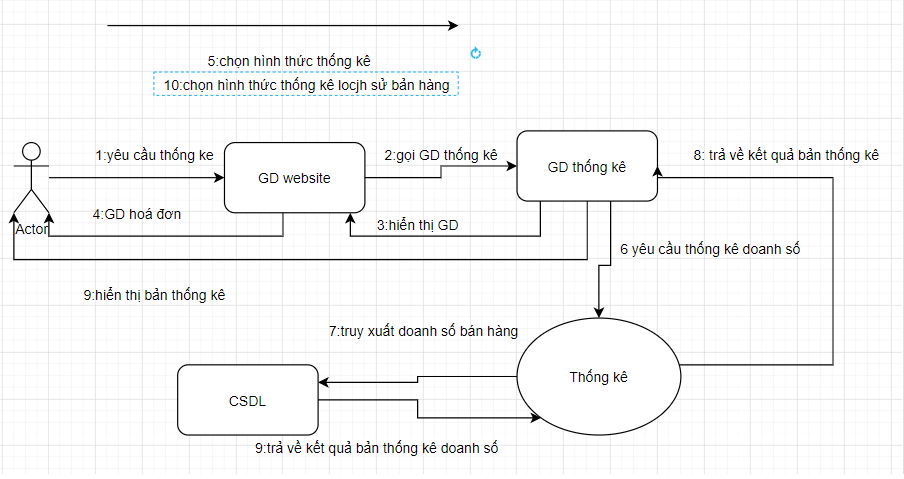 5:chọn hình thức thống kê
10:chọn hình thức thống kê locjh sử bản hàng
1:yêu cầu thống ke
2:gọi GD thống kê
8: trả về kết quả bản thống kê
GD website
GD thống kê
4:GD hoá đơn
Actor
3:hiển thị GD
6 yêu cầu thống kê doanh số
9:hiển thị bản thống kê
7:truy xuất doanh số bán hàng
Thống kê
CSDL
9:trả về kết quả bản thống kê doanh số